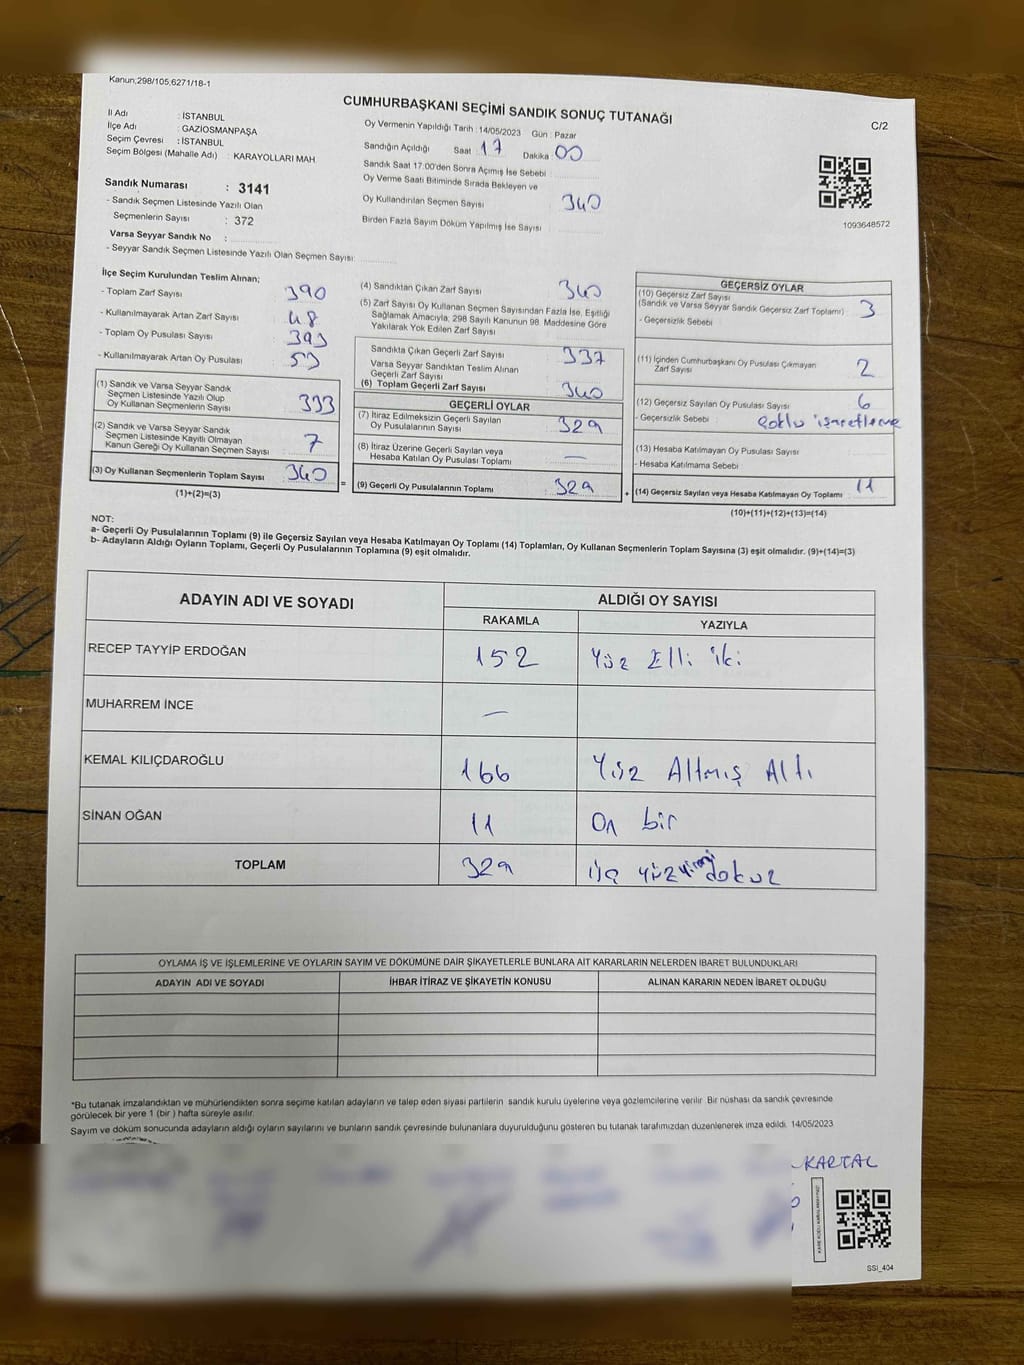 Kanun;298/105,6271/18-1
CUMHURBAŞKANI SEÇİMİ SANDIK SONUÇ TUTANAĞI
C/2
İl Adı : İSTANBUL
İlçe Adı : GAZİOSMANPAŞA
Seçim Çevresi : İSTANBUL
Seçim Bölgesi (Mahalle Adı) : KARAYOLLARI MAH.
Sandık Numarası : 3141
- Sandık Seçmen Listesinde Yazılı Olan
Seçmenlerin Sayısı : 372
Varsa Seyyar Sandık No :
- Seyyar Sandık Seçmen Listesinde Yazılı Olan Seçmen Sayısı:
Oy Vermenin Yapıldığı Tarih : 14/05/2023 Gün : Pazar
Sandığın Açıldığı Saat : 17 Dakika : 00
Sandık Saat 17:00'den Sonra Açımış İse Sebebi
Oy Verme Saati Bitiminde Sırada Bekleyen ve
Oy Kullandırılan Seçmen Sayısı 340
Birden Fazla Sayım Döküm Yapılmış İse Sayısı
1093648572
İlçe Seçim Kurulundan Teslim Alınan;
- Toplam Zarf Sayısı 390
- Kullanılmayarak Artan Zarf Sayısı 48
- Toplam Oy Pusulası Sayısı 393
- Kullanılmayarak Artan Oy Pusulası 53
(1) Sandık ve Varsa Seyyar Sandık
Seçmen Listesinde Yazılı Olup
Oy Kullanan Seçmenlerin Sayısı 333
(2) Sandık ve Varsa Seyyar Sandık
Seçmen Listesinde Kayıtlı Olmayan
Kanun Gereği Oy Kullanan Seçmen Sayısı 7
(3) Oy Kullanan Seçmenlerin Toplam Sayısı 340
(1)+(2)=(3)
(4) Sandıktan Çıkan Zarf Sayısı 340
(5) Zarf Sayısı Oy Kullanan Seçmen Sayısından Fazla İse, Eşitliği
Sağlamak Amacıyla, 298 Sayılı Kanunun 98. Maddesine Göre
Yakılarak Yok Edilen Zarf Sayısı
Sandıkta Çıkan Geçerli Zarf Sayısı 337
Varsa Seyyar Sandıktan Teslim Alınan
Geçerli Zarf Sayısı
(6) Toplam Geçerli Zarf Sayısı 340
GEÇERLİ OYLAR
(7) İtiraz Edilmeksizin Geçerli Sayılan
Oy Pusulalarının Sayısı 329
(8) İtiraz Üzerine Geçerli Sayılan veya
Hesaba Katılan Oy Pusulası Toplamı —
= (9) Geçerli Oy Pusulalarının Toplamı 329 +
GEÇERSİZ OYLAR
(10) Geçersiz Zarf Sayısı
(Sandık ve Varsa Seyyar Sandık Geçersiz Zarf Toplamı) 3
- Geçersizlik Sebebi
(11) İçinden Cumhurbaşkanı Oy Pusulası Çıkmayan
Zarf Sayısı 2
(12) Geçersiz Sayılan Oy Pusulası Sayısı 6
- Geçersizlik Sebebi Çoklu işaretleme
(13) Hesaba Katılmayan Oy Pusulası Sayısı
- Hesaba Katılmama Sebebi
(14) Geçersiz Sayılan veya Hesaba Katılmayan Oy Toplamı 11
(10)+(11)+(12)+(13)=(14)
NOT:
a- Geçerli Oy Pusulalarının Toplamı (9) ile Geçersiz Sayılan veya Hesaba Katılmayan Oy Toplamı (14) Toplamları, Oy Kullanan Seçmenlerin Toplam Sayısına (3) eşit olmalıdır. (9)+(14)=(3)
b- Adayların Aldığı Oyların Toplamı, Geçerli Oy Pusulalarının Toplamına (9) eşit olmalıdır.
ADAYIN ADI VE SOYADI ALDIĞI OY SAYISI
RAKAMLA YAZIYLA
RECEP TAYYİP ERDOĞAN 152 Yüz Elli iki
MUHARREM İNCE —
KEMAL KILIÇDAROĞLU 166 Yüz Altmış Altı
SİNAN OĞAN 11 On bir
TOPLAM 329 üç yüz yirmi dokuz
OYLAMA İŞ VE İŞLEMLERİNE VE OYLARIN SAYIM VE DÖKÜMÜNE DAİR ŞİKAYETLERLE BUNLARA AİT KARARLARIN NELERDEN İBARET BULUNDUKLARI
ADAYIN ADI VE SOYADI İHBAR İTİRAZ VE ŞİKAYETİN KONUSU ALINAN KARARIN NEDEN İBARET OLDUĞU
*Bu tutanak imzalandıktan ve mühürlendikten sonra seçime katılan adayların ve talep eden siyasi partilerin sandık kurulu üyelerine veya gözlemcilerine verilir. Bir nüshası da sandık çevresinde
görülecek bir yere 1 (bir ) hafta süreyle asılır.
Sayım ve döküm sonucunda adayların aldığı oyların sayılarını ve bunların sandık çevresinde bulunanlara duyurulduğunu gösteren bu tutanak tarafımızdan düzenlenerek imza edildi. 14/05/2023
KARTAL
SSI_404